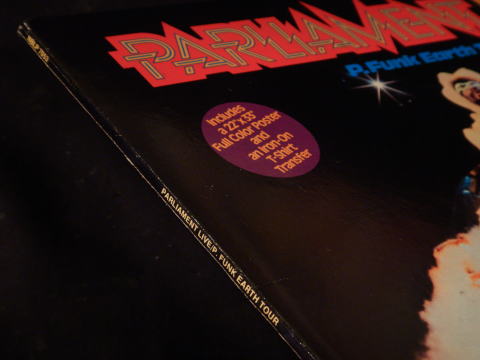 PARLIAMENT
P. Funk Earth
Includes
a 22" x 33"
Full Color Poster
and
an Iron-On
T-Shirt
Transfer
PARLIAMENT LIVE/P. FUNK EARTH TOUR